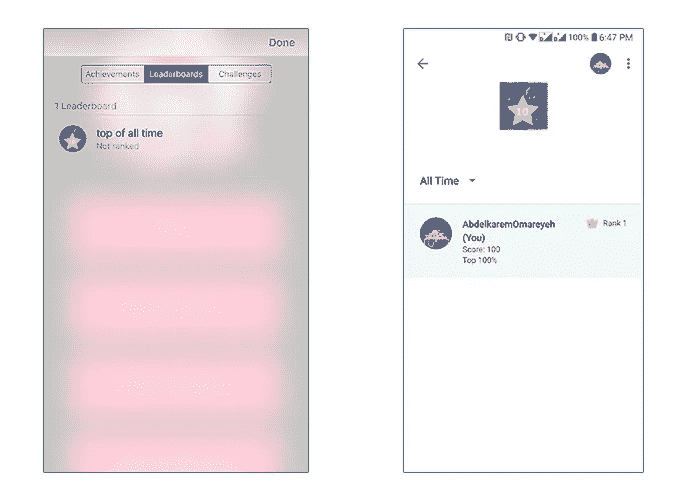 Done
Achievements Leaderboards Challenges
1 Leaderboard
top of all time
Not ranked
100% 6:47 PM
10
All Time
AbdelkaremOmareyeh
(You)
Rank 1
Score: 100
Top 100%